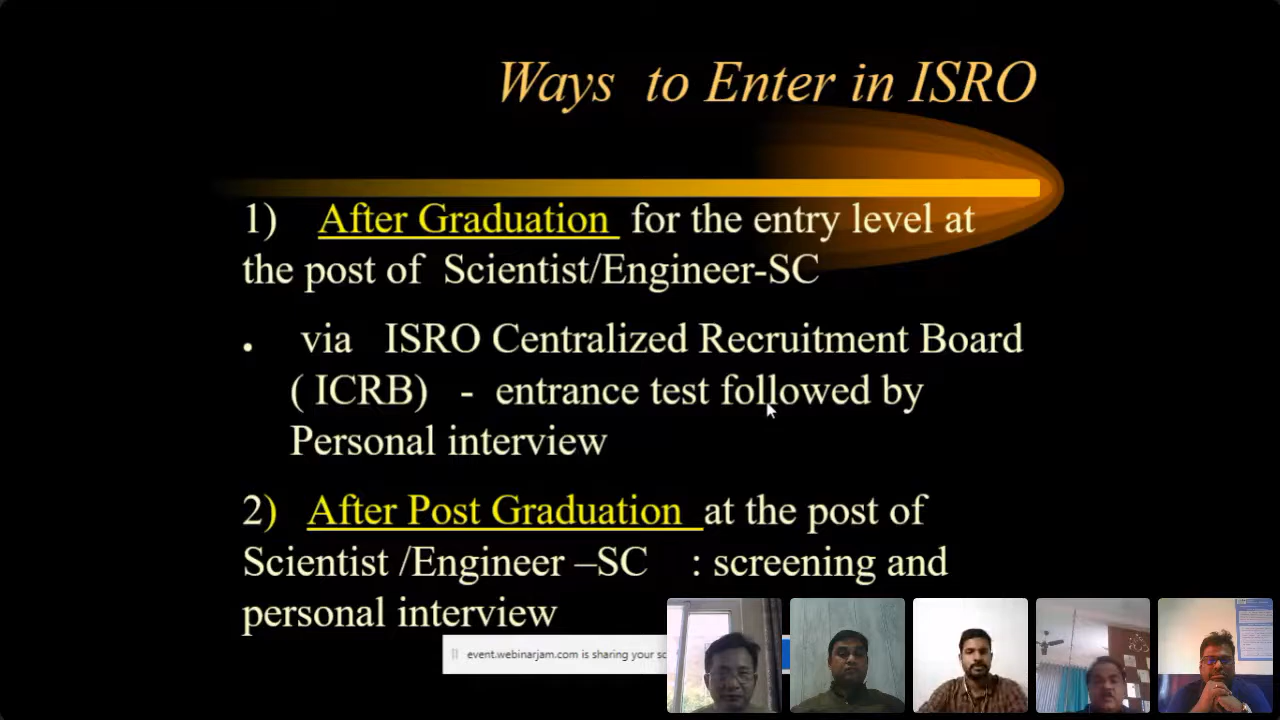 Ways to Enter in ISRO
1) After Graduation for the entry level at
the post of Scientist/Engineer-SC
• via ISRO Centralized Recruitment Board
( ICRB) - entrance test followed by
Personal interview
2) After Post Graduation at the post of
Scientist /Engineer –SC : screening and
personal interview
event.webinarjam.com is sharing your sc